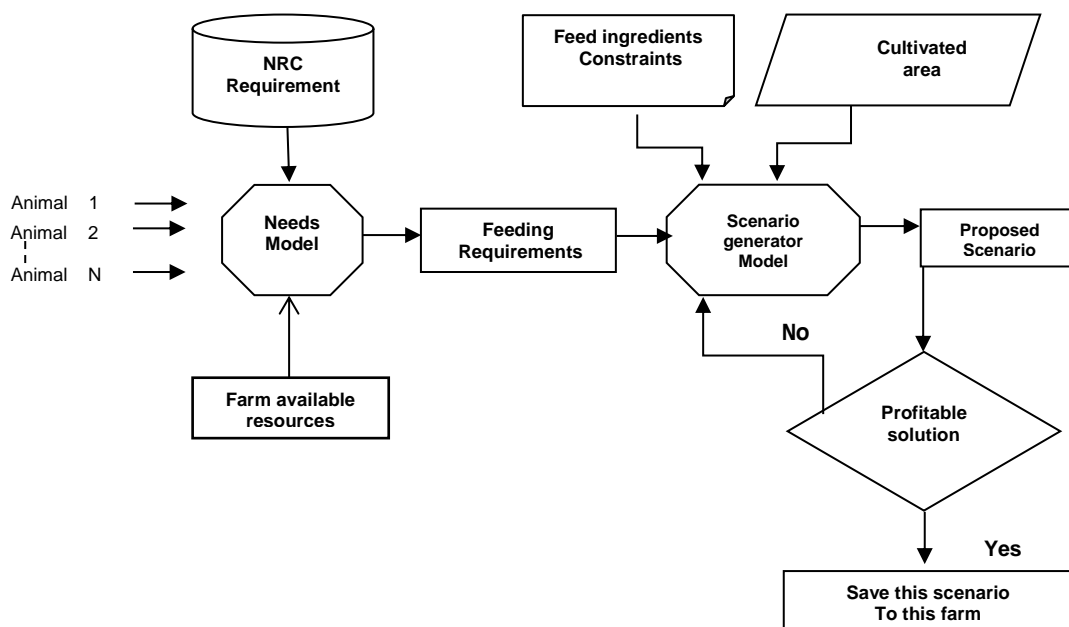 NRC
Requirement
Feed ingredients
Constraints
Cultivated
area
Animal 1
Animal 2
Animal N
Needs
Model
Feeding
Requirements
Scenario
generator
Model
Proposed
Scenario
No
Farm available
resources
Profitable
solution
Yes
Save this scenario
To this farm